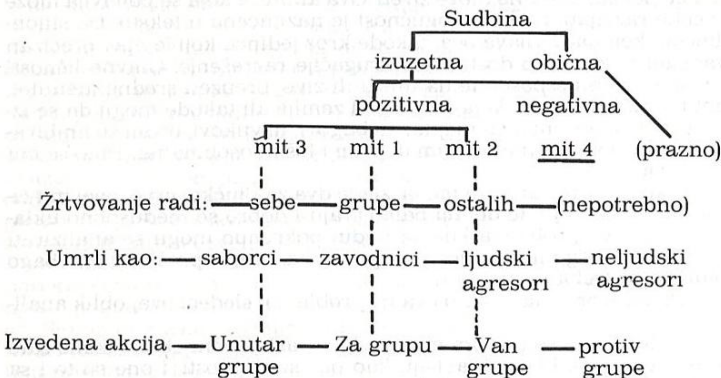 Sudbina
izuzetna obična
pozitivna negativna
mit 3 mit 1 mit 2 mit 4 (prazno)
Žrtvovanje radi: sebe grupe ostalih (nepotrebno)
Umrli kao: saborci zavodnici ljudski neljudski
agresori agresori
Izvedena akcija Unutar Za grupu Van protiv
grupe grupe grupe